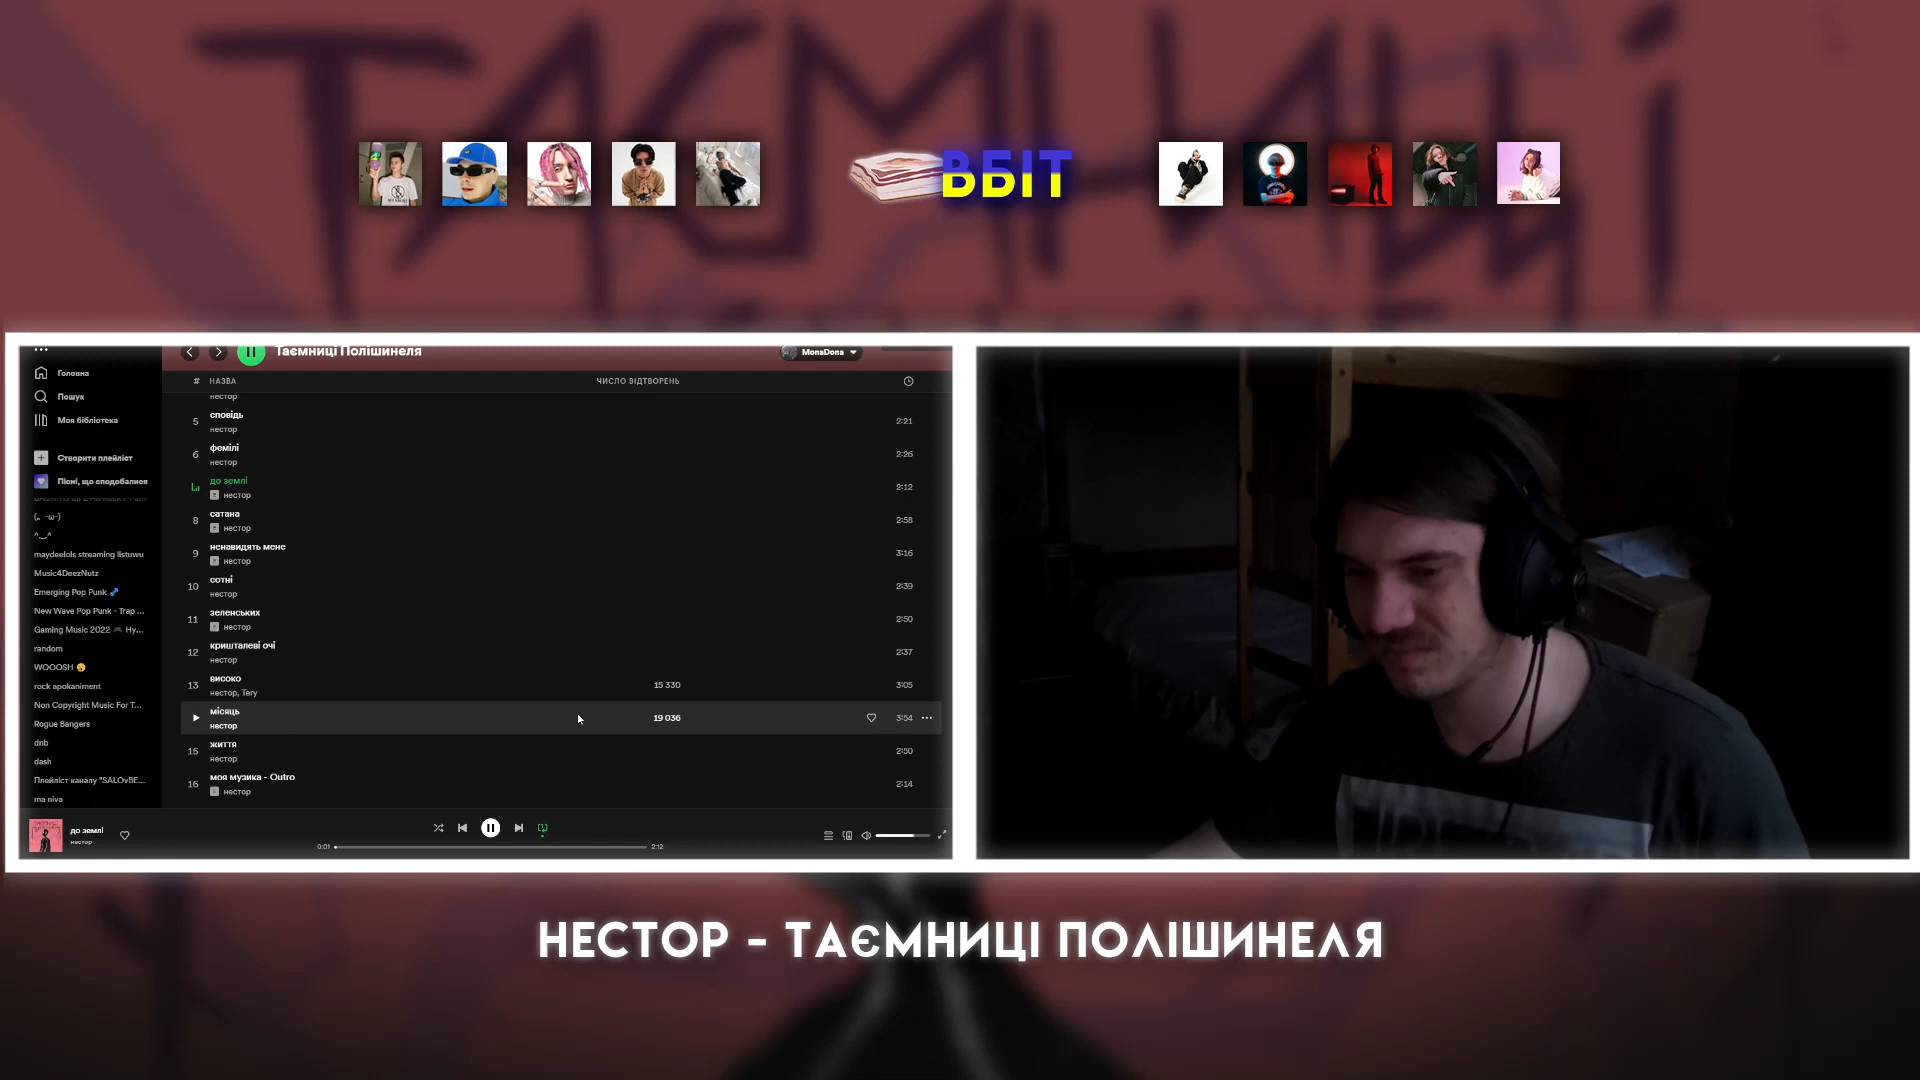 ТАЄМНИЦІ
ВБІТ
Таємниці Полішинеля
MonaDona
# НАЗВА ЧИСЛО ВІДТВОРЕНЬ
Головна
Пошук
Моя бібліотека
Створити плейліст
Пісні, що сподобалися
(。-ω-)
^‿^
maydeelols streaming listuwu
Music4DeezNutz
Emerging Pop Punk
New Wave Pop Punk - Trap ...
Gaming Music 2022 🎮 Hy...
random
WOOOSH 😮
rock apokaniment
Non Copyright Music For T...
Rogue Bangers
dnb
dash
Плейліст каналу "SALOvBE...
ma niva
нестор
5 сповідь 2:21
нестор
6 фемілі 2:26
нестор
до землі 2:12
E нестор
8 сатана 2:58
E нестор
9 ненавидять мене 3:16
E нестор
10 сотні 2:39
нестор
11 зеленських 2:50
E нестор
12 кришталеві очі 2:37
нестор
13 високо 15 330 3:05
нестор, Tery
місяць 19 036 3:54
нестор
15 життя 2:50
нестор
16 моя музика - Outro 2:14
E нестор
до землі
нестор
0:01 2:12
НЕСТОР - ТАЄМНИЦІ ПОЛІШИНЕЛЯ